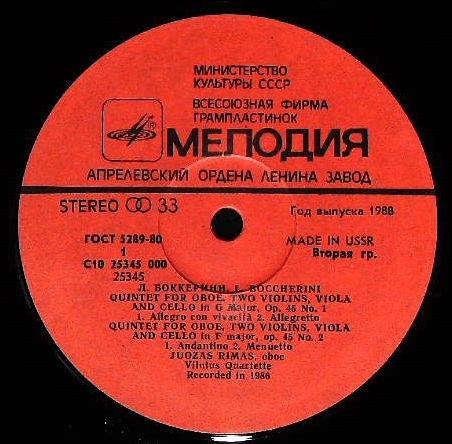 МИНИСТЕРСТВО
КУЛЬТУРЫ СССР
ВСЕСОЮЗНАЯ ФИРМА
ГРАМПЛАСТИНОК
МЕЛОДИЯ
АПРЕЛЕВСКИЙ ОРДЕНА ЛЕНИНА ЗАВОД
STEREO 33
Год выпуска 1988
ГОСТ 5289-80
MADE IN USSR
1
Вторая гр.
С10 25345 000
25345
Л. БОККЕРИНИ, L. BOCCHERINI
QUINTET FOR OBOE, TWO VIOLINS, VIOLA
AND CELLO in G Major, Op. 45 No. 1
1. Allegro con vivacità 2. Allegretto
QUINTET FOR OBOE, TWO VIOLINS, VIOLA
AND CELLO in F major, op. 45 No. 2
1. Andantino 2. Menuetto
JUOZAS RIMAS, oboe
Vilnius Quartette
Recorded in 1986